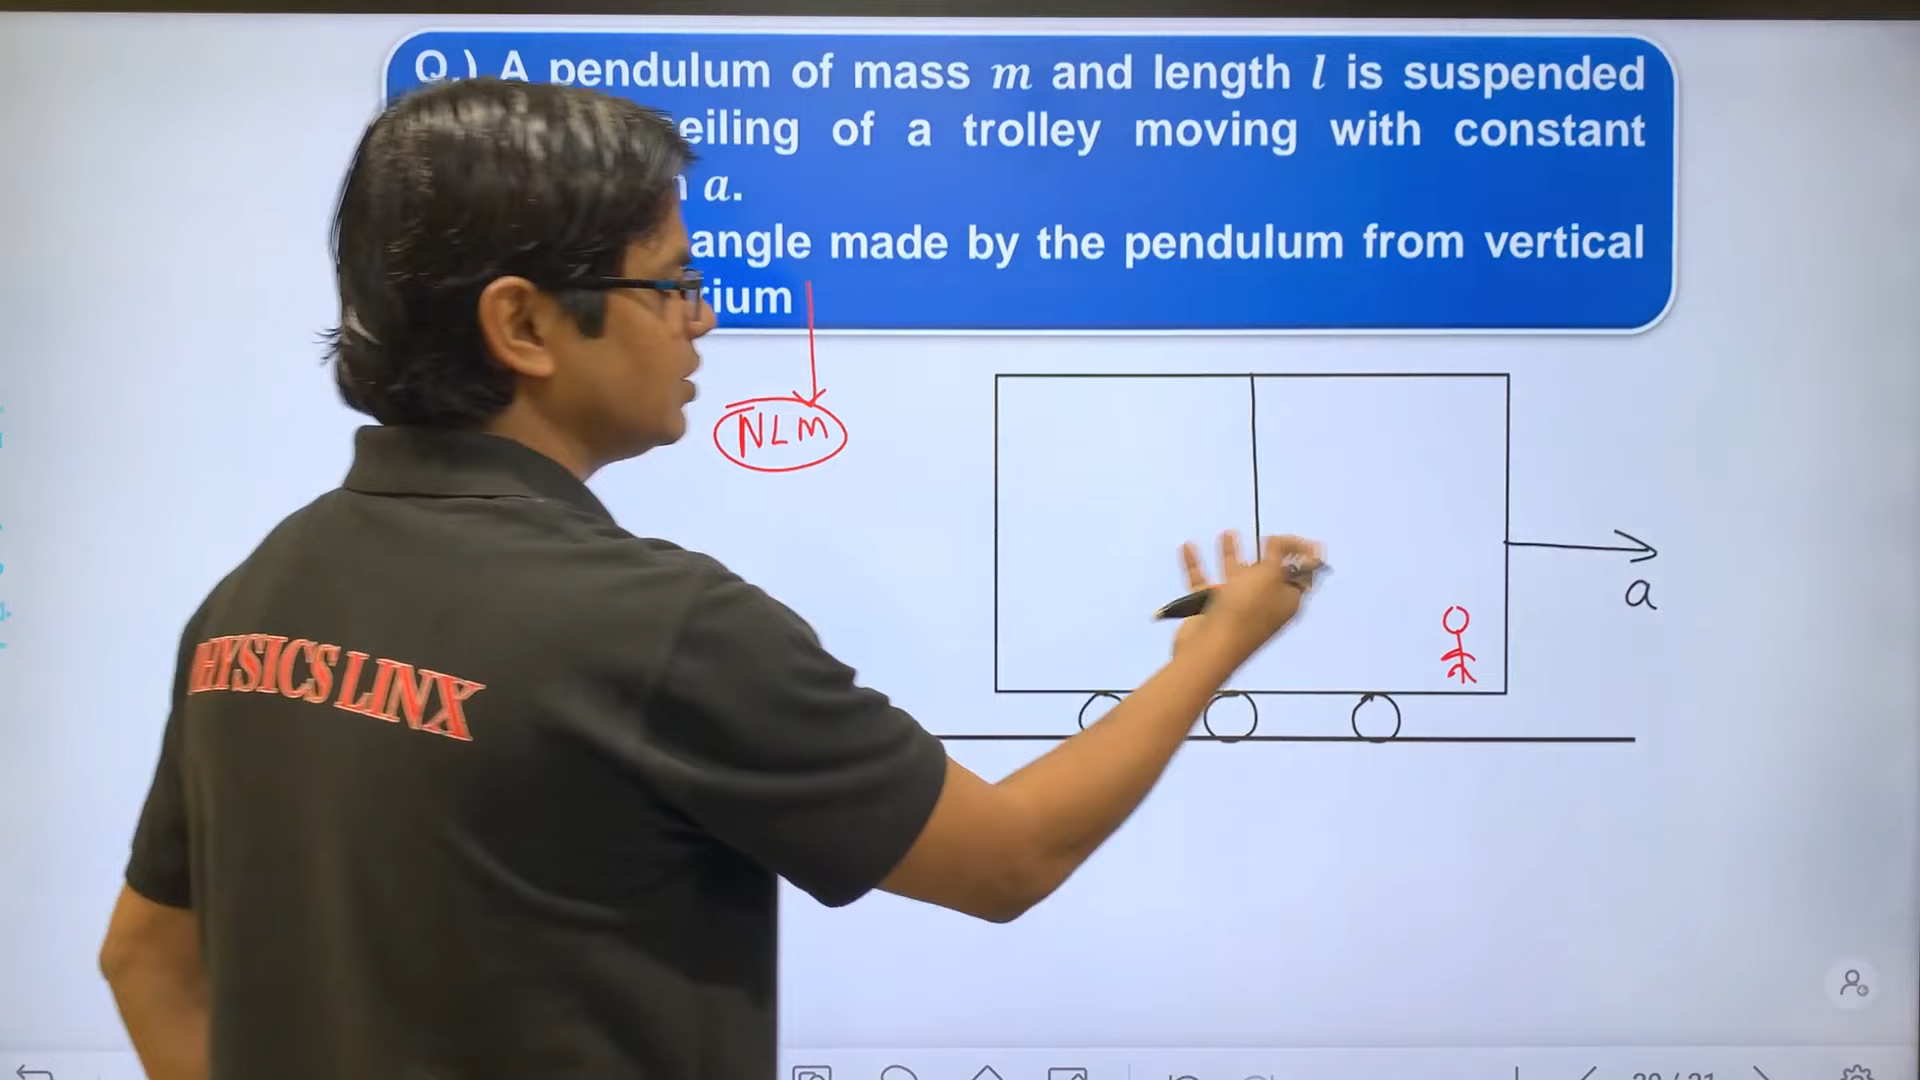 Q.) A pendulum of mass m and length l is suspended
eiling of a trolley moving with constant
a.
angle made by the pendulum from vertical
rium
NLM
a
PHYSICS LINX